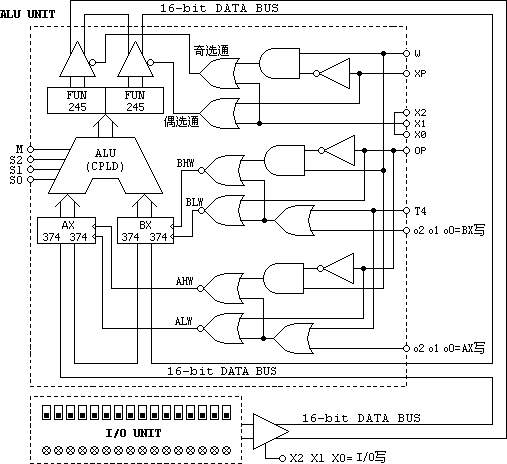 16-bit DATA BUS
ALU UNIT
奇选通
W
XP
FUN
245
FUN
245
偶选通
X2
X1
X0
M
S2
S1
S0
ALU
(CPLD)
OP
BHW
BLW
T4
AX
374 374
BX
374 374
o2 o1 o0=BX写
AHW
ALW
o2 o1 o0=AX写
16-bit DATA BUS
I/O UNIT
16-bit DATA BUS
X2 X1 X0=I/O写